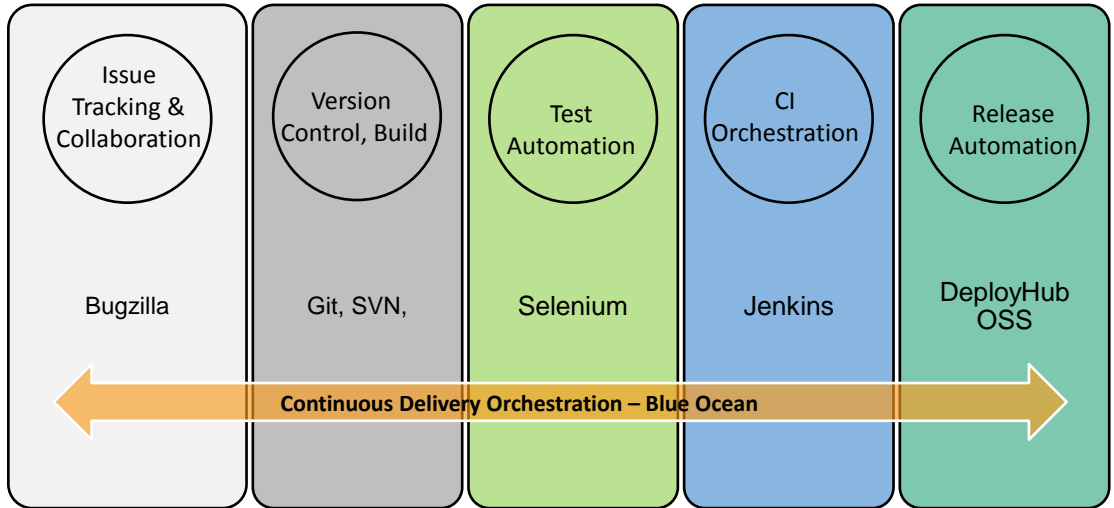 Issue
Tracking &
Collaboration
Version
Control, Build
Test
Automation
CI
Orchestration
Release
Automation
Bugzilla
Git, SVN,
Selenium
Jenkins
DeployHub
OSS
Continuous Delivery Orchestration – Blue Ocean